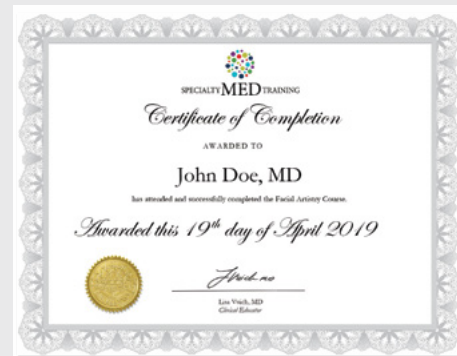 SPECIALTY MED TRAINING
Certificate of Completion
AWARDED TO
John Doe, MD
has attended and successfully completed the Facial Artistry Course.
Awarded this 19th day of April 2019
MD
Clinical Educator